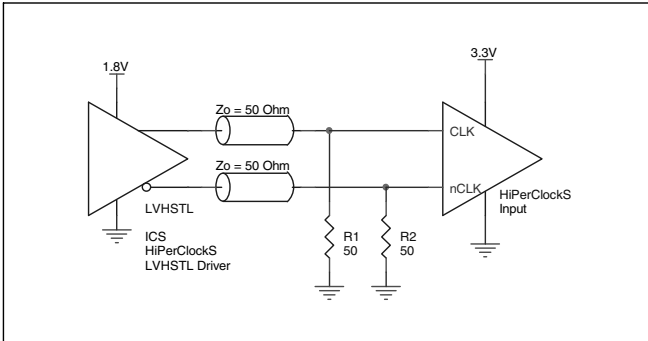 1.8V
3.3V
Zo = 50 Ohm
CLK
Zo = 50 Ohm
nCLK
HiPerClockS
Input
LVHSTL
ICS
HiPerClockS
LVHSTL Driver
R1
50
R2
50